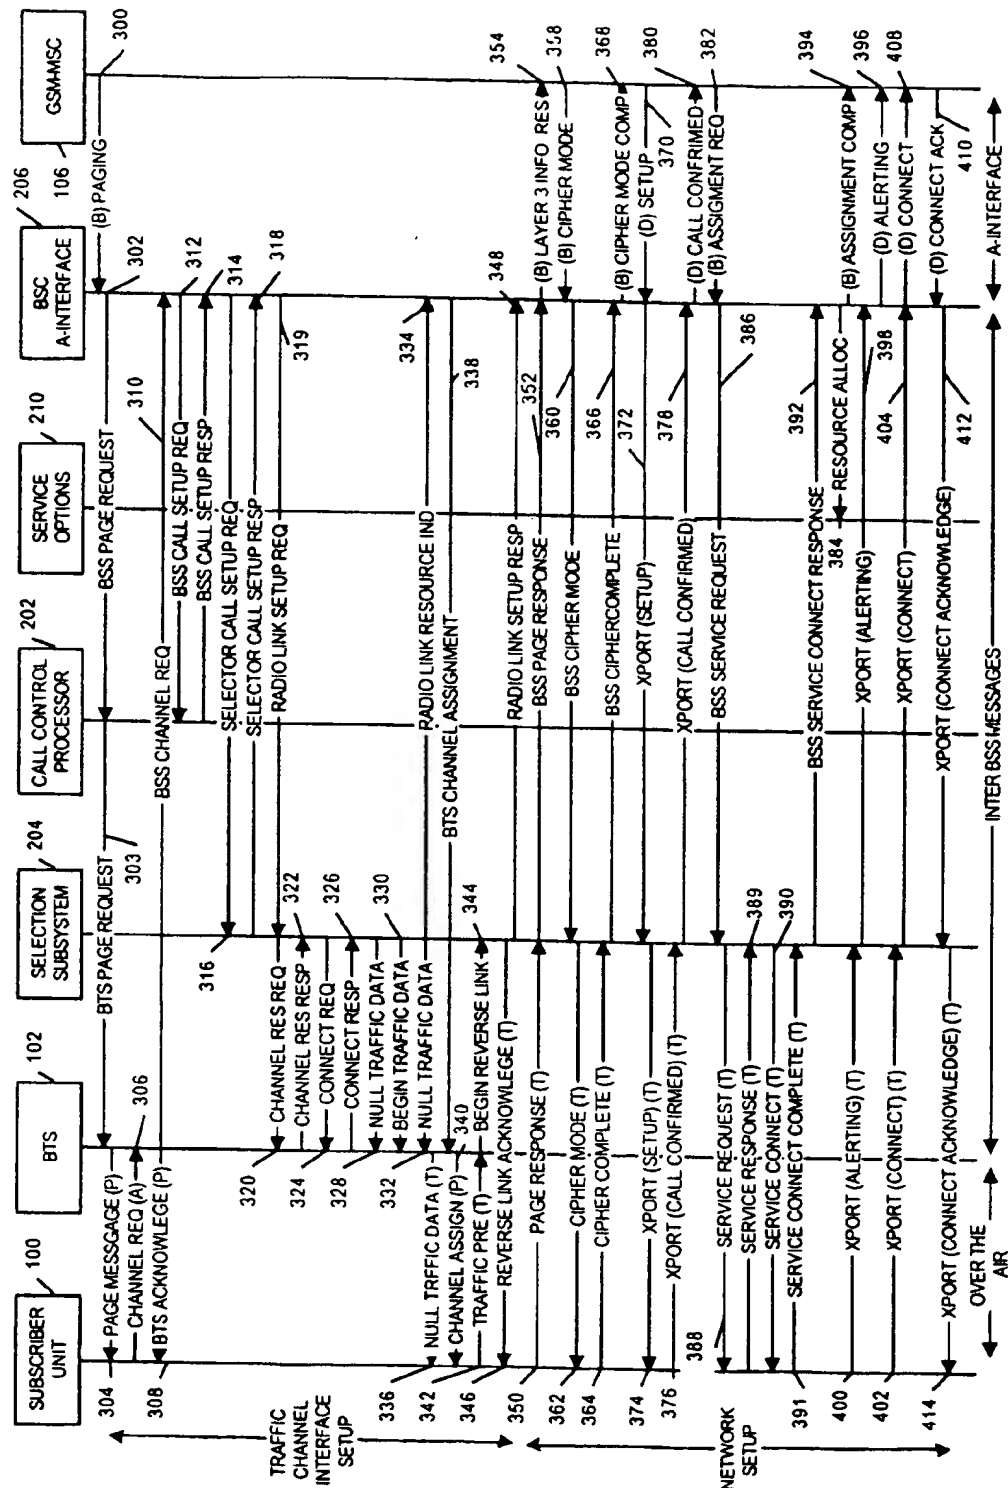 SUBSCRIBER
UNIT
100
BTS
102
SELECTION
SUBSYSTEM
204
CALL CONTROL
PROCESSOR
202
SERVICE
OPTIONS
210
BSC
A-INTERFACE
206
GSM-MSC
106
300
(B) PAGING
302
BSS PAGE REQUEST
303
BTS PAGE REQUEST
304
PAGE MESSGAGE (P)
306
CHANNEL REQ (A)
308
BTS ACKNOWLEGE (P)
310
BSS CHANNEL REQ
312
BSS CALL SETUP REQ
314
BSS CALL SETUP RESP
316
SELECTOR CALL SETUP REQ
318
SELECTOR CALL SETUP RESP
319
RADIO LINK SETUP REQ
320
CHANNEL RES REQ
322
324
CHANNEL RES RESP
326
CONNECT REQ
328
CONNECT RESP
330
NULL TRAFFIC DATA
332
BEGIN TRAFFIC DATA
NULL TRAFFIC DATA
334
RADIO LINK RESOURCE IND
336
NULL TRFFIC DATA (T)
338
BTS CHANNEL ASSIGNMENT
340
342
CHANNEL ASSIGN (P)
344
TRAFFIC PRE (T)
BEGIN REVERSE LINK
346
REVERSE LINK ACKNOWLEGE (T)
348
RADIO LINK SETUP RESP
350
PAGE RESPONSE (T)
352
BSS PAGE RESPONSE
354
(B) LAYER 3 INFO RES
358
(B) CIPHER MODE
360
BSS CIPHER MODE
362
CIPHER MODE (T)
364
CIPHER COMPLETE (T)
366
BSS CIPHERCOMPLETE
368
(B) CIPHER MODE COMP
370
(D) SETUP
372
XPORT (SETUP)
374
XPORT (SETUP) (T)
376
XPORT (CALL CONFIRMED) (T)
378
XPORT (CALL CONFIRMED)
380
(D) CALL CONFRIMED
382
(B) ASSIGMENT REQ
386
BSS SERVICE REQUEST
388
SERVICE REQUEST (T)
389
SERVICE RESPONSE (T)
390
SERVICE CONNECT (T)
391
SERVICE CONNECT COMPLETE (T)
392
BSS SERVICE CONNECT RESPONSE
384
RESOURCE ALLOC
394
(B) ASSIGNMENT COMP
396
(D) ALERTING
398
XPORT (ALERTING)
400
XPORT (ALERTING) (T)
402
XPORT (CONNECT) (T)
404
XPORT (CONNECT)
408
(D) CONNECT
410
(D) CONNECT ACK
412
XPORT (CONNECT ACKNOWLEDGE)
414
XPORT (CONNECT ACKNOWLEDGE) (T)
TRAFFIC
CHANNEL
INTERFACE
SETUP
NETWORK
SETUP
OVER THE
AIR
INTER BSS MESSAGES
A-INTERFACE